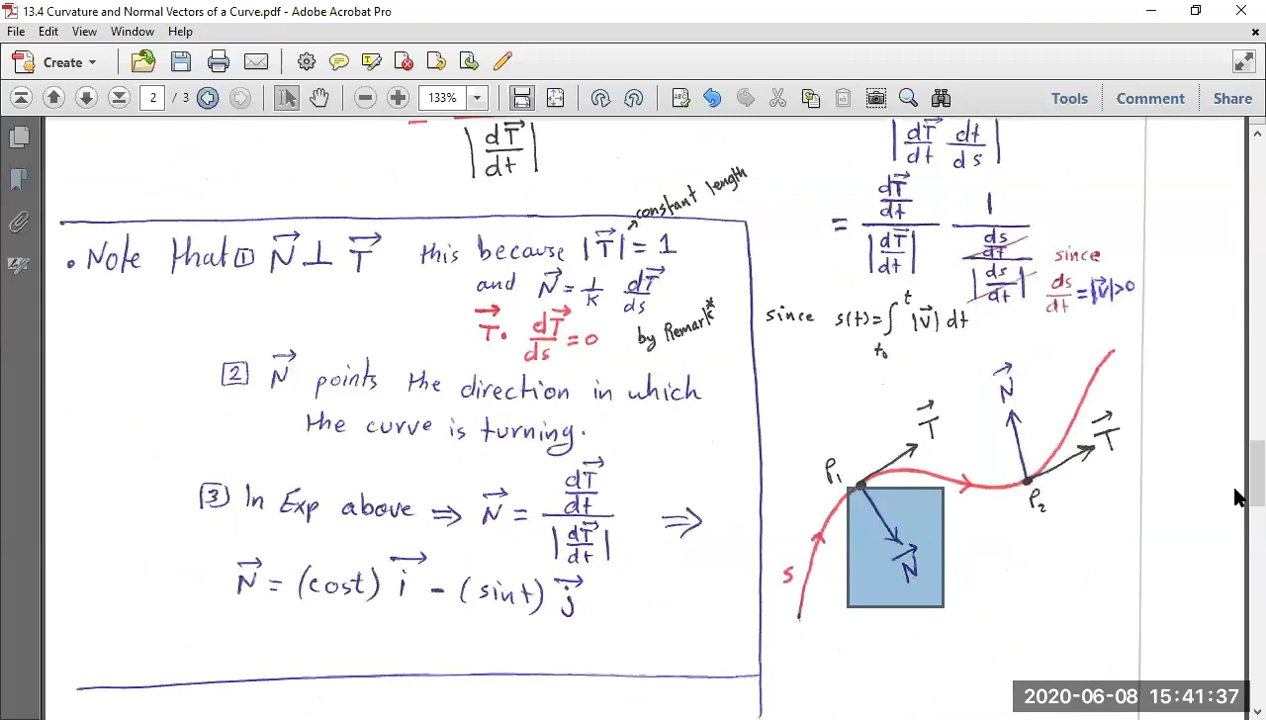 13.4 Curvature and Normal Vectors of a Curve.pdf - Adobe Acrobat Pro
File Edit View Window Help
Create
2 / 3 133% Tools Comment Share
|dT⃗/dt|
|dT⃗/dt dt/ds|
= (dT⃗/dt)/|dT⃗/dt| 1/((ds/dt)/|ds/dt|) since ds/dt = |V⃗| > 0
since s(t) = ∫ₜ₀ᵗ |V⃗| dt
constant length
. Note that ① N⃗ ⊥ T⃗ this because |T⃗| = 1
and N⃗ = 1/K dT⃗/ds
T⃗ . dT⃗/ds = 0 by Remark*
2 N⃗ points the direction in which
the curve is turning.
3 In Exp above ⇒ N⃗ = (dT⃗/dt)/|dT⃗/dt| ⇒
N⃗ = (cost) i⃗ - (sint) j⃗
N⃗
T⃗
T⃗
P₁
P₂
N⃗
s
2020-06-08 15:41:37